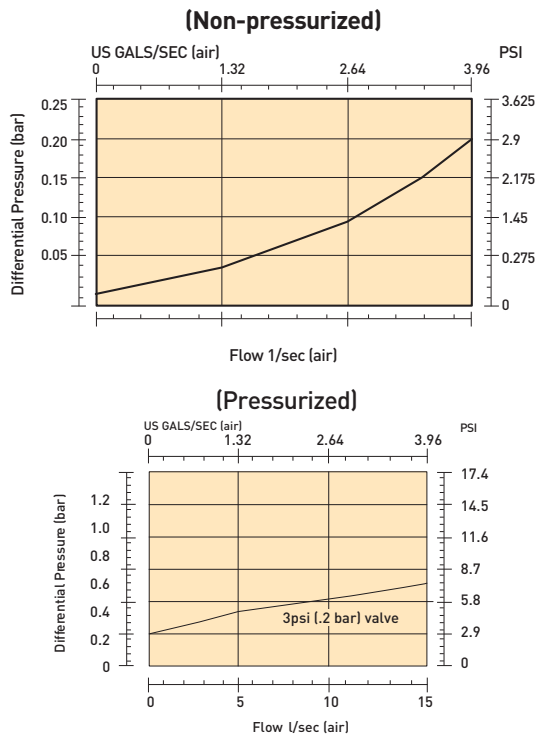 (Non-pressurized)
US GALS/SEC (air) PSI
0 1.32 2.64 3.96
0.25 3.625
0.20 2.9
0.15 2.175
0.10 1.45
0.05 0.275
0
Differential Pressure (bar)
Flow 1/sec (air)
(Pressurized)
US GALS/SEC (air) PSI
0 1.32 2.64 3.96
17.4
1.2 14.5
1.0 11.6
0.8 8.7
0.6 5.8
0.4 2.9
0.2 0
0
Differential Pressure (bar)
3psi (.2 bar) valve
0 5 10 15
Flow l/sec (air)